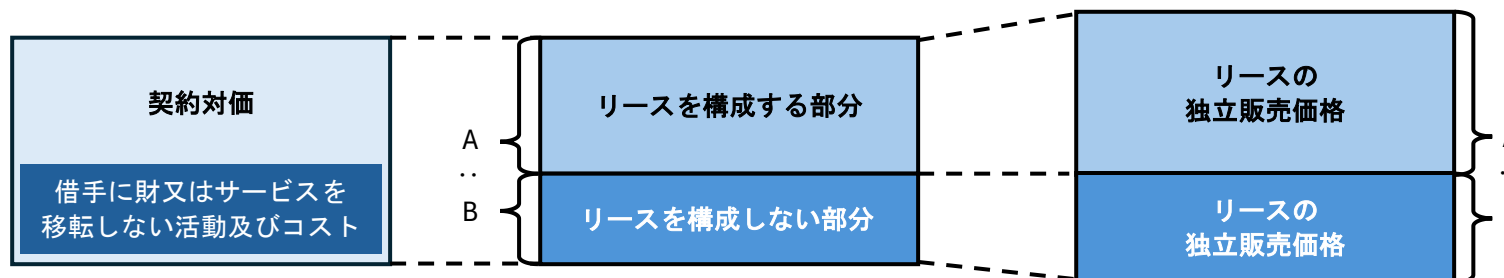 契約対価
借手に財又はサービスを
移転しない活動及びコスト
A
:
B
リースを構成する部分
リースを構成しない部分
リースの
独立販売価格
リースの
独立販売価格